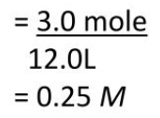 = 3.0 mole
12.0L
= 0.25 M